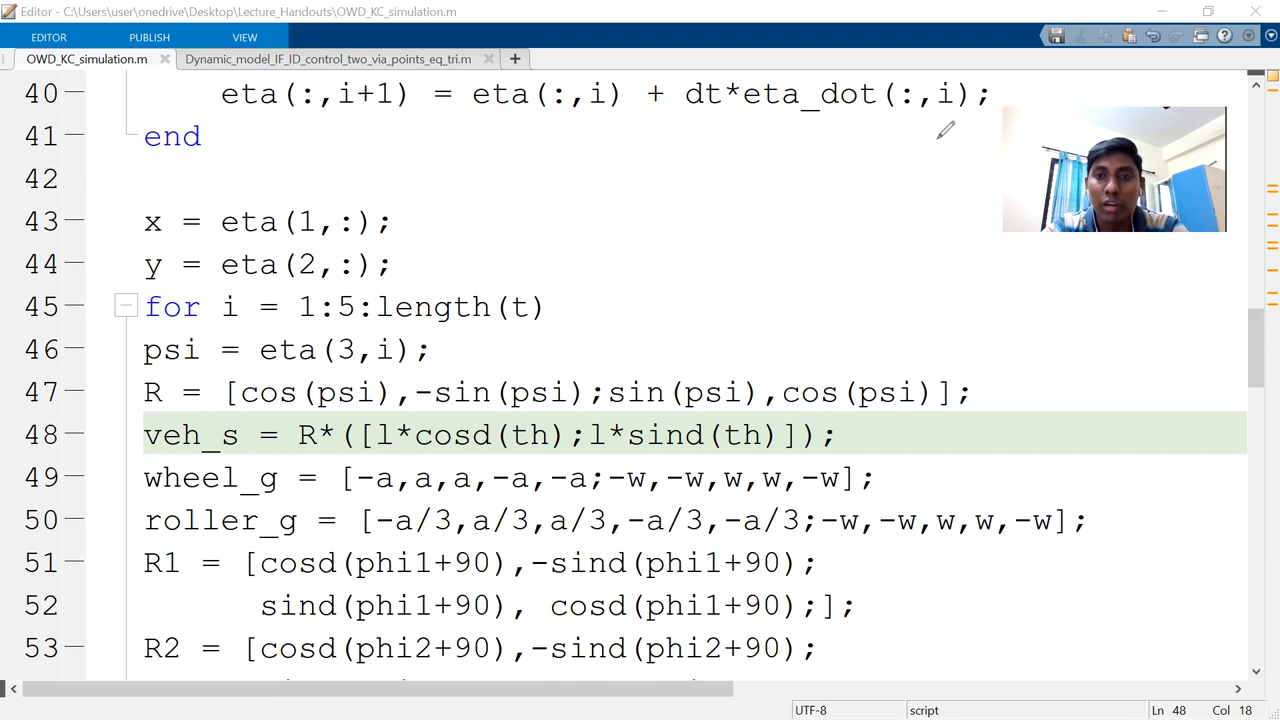 Editor - C:\Users\user\onedrive\Desktop\Lecture_Handouts\OWD_KC_simulation.m
EDITOR PUBLISH VIEW
OWD_KC_simulation.m Dynamic_model_IF_ID_control_two_via_points_eq_tri.m
40 eta(:,i+1) = eta(:,i) + dt*eta_dot(:,i);
41 end
42
43 x = eta(1,:);
44 y = eta(2,:);
45 for i = 1:5:length(t)
46 psi = eta(3,i);
47 R = [cos(psi),-sin(psi);sin(psi),cos(psi)];
48 veh_s = R*([l*cosd(th);l*sind(th)]);
49 wheel_g = [-a,a,a,-a,-a;-w,-w,w,w,-w];
50 roller_g = [-a/3,a/3,a/3,-a/3,-a/3;-w,-w,w,w,-w];
51 R1 = [cosd(phi1+90),-sind(phi1+90);
52 sind(phi1+90), cosd(phi1+90);];
53 R2 = [cosd(phi2+90),-sind(phi2+90);
UTF-8 script Ln 48 Col 18